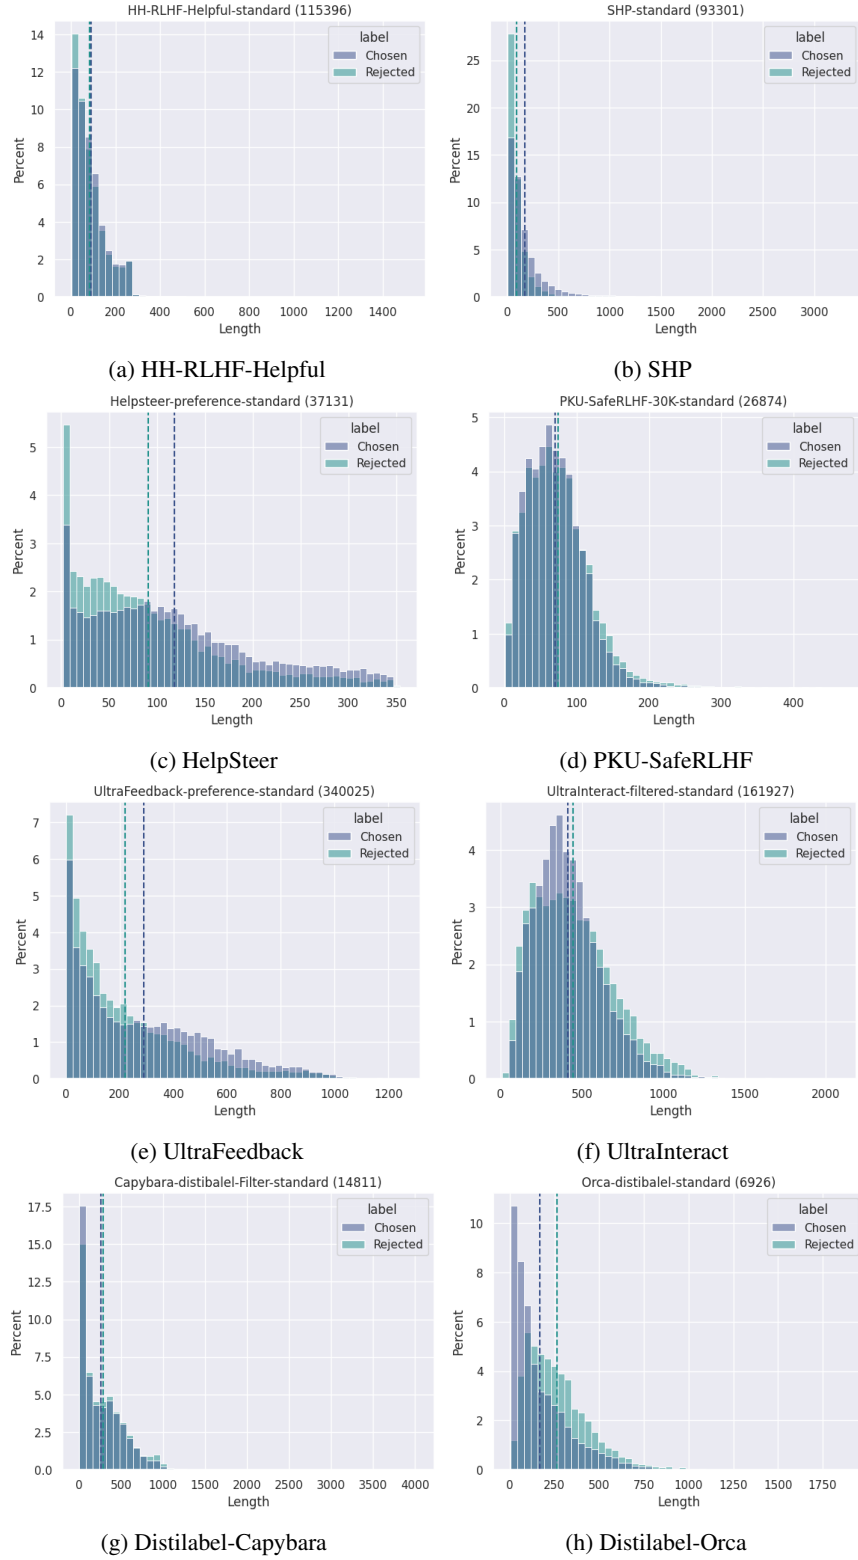 HH-RLHF-Helpful-standard (115396)
label
Chosen
Rejected
Percent
14
12
10
8
6
4
2
0
0 200 400 600 800 1000 1200 1400
Length
(a) HH-RLHF-Helpful
SHP-standard (93301)
label
Chosen
Rejected
Percent
25
20
15
10
5
0
0 500 1000 1500 2000 2500 3000
Length
(b) SHP
Helpsteer-preference-standard (37131)
label
Chosen
Rejected
Percent
5
4
3
2
1
0
0 50 100 150 200 250 300 350
Length
(c) HelpSteer
PKU-SafeRLHF-30K-standard (26874)
label
Chosen
Rejected
Percent
5
4
3
2
1
0
0 100 200 300 400
Length
(d) PKU-SafeRLHF
UltraFeedback-preference-standard (340025)
label
Chosen
Rejected
Percent
7
6
5
4
3
2
1
0
0 200 400 600 800 1000 1200
Length
(e) UltraFeedback
UltraInteract-filtered-standard (161927)
label
Chosen
Rejected
Percent
4
3
2
1
0
0 500 1000 1500 2000
Length
(f) UltraInteract
Capybara-distibalel-Filter-standard (14811)
label
Chosen
Rejected
Percent
17.5
15.0
12.5
10.0
7.5
5.0
2.5
0.0
0 500 1000 1500 2000 2500 3000 3500 4000
Length
(g) Distilabel-Capybara
Orca-distibalel-standard (6926)
label
Chosen
Rejected
Percent
10
8
6
4
2
0
0 250 500 750 1000 1250 1500 1750
Length
(h) Distilabel-Orca